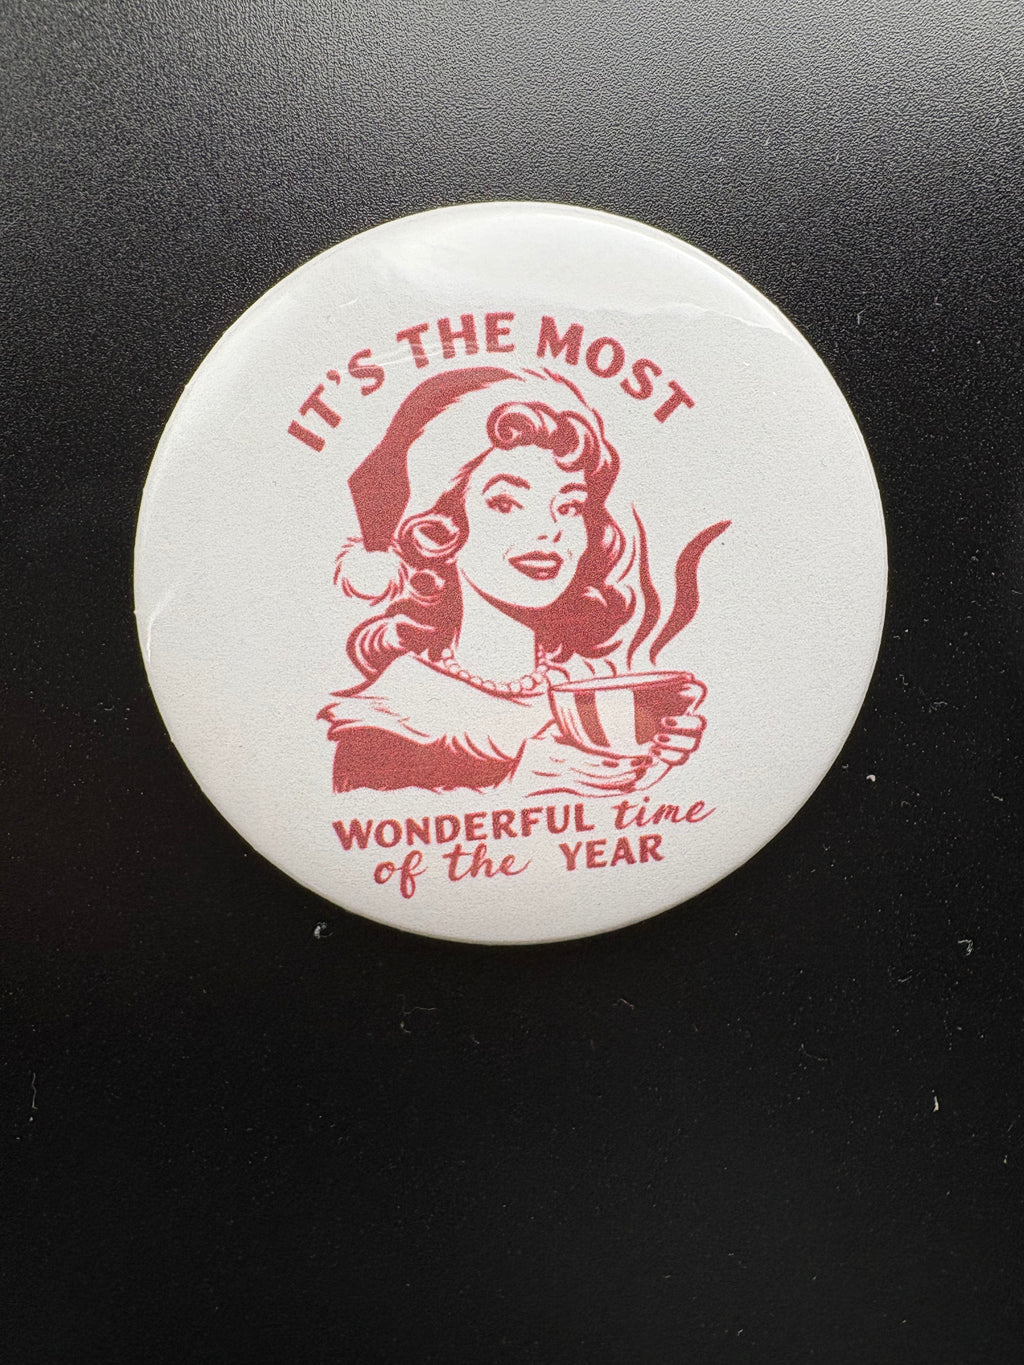 IT'S THE MOST
WONDERFUL time
of the YEAR